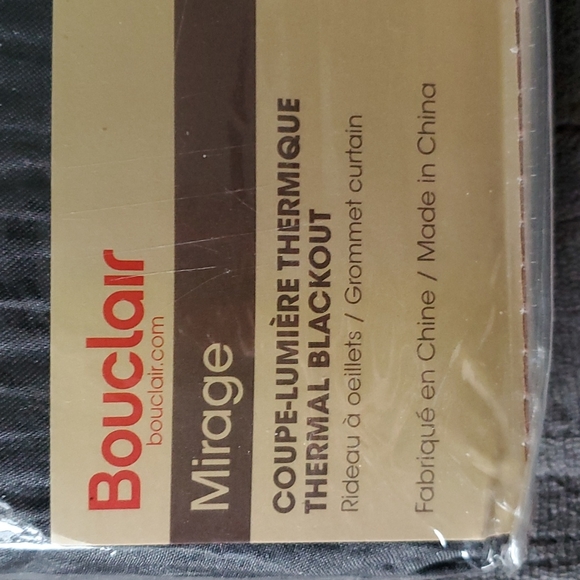 Bouclair
bouclair.com
Mirage
COUPE-LUMIÈRE THERMIQUE
THERMAL BLACKOUT
Rideau à oeillets / Grommet curtain
Fabriqué en Chine / Made in China